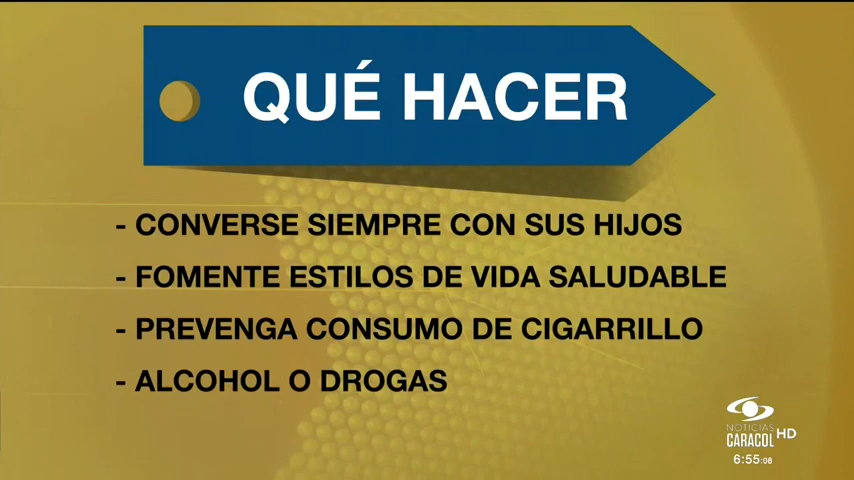 QUÉ HACER
- CONVERSE SIEMPRE CON SUS HIJOS
- FOMENTE ESTILOS DE VIDA SALUDABLE
- PREVENGA CONSUMO DE CIGARRILLO
- ALCOHOL O DROGAS
NOTICIAS
CARACOL HD
6:55:08